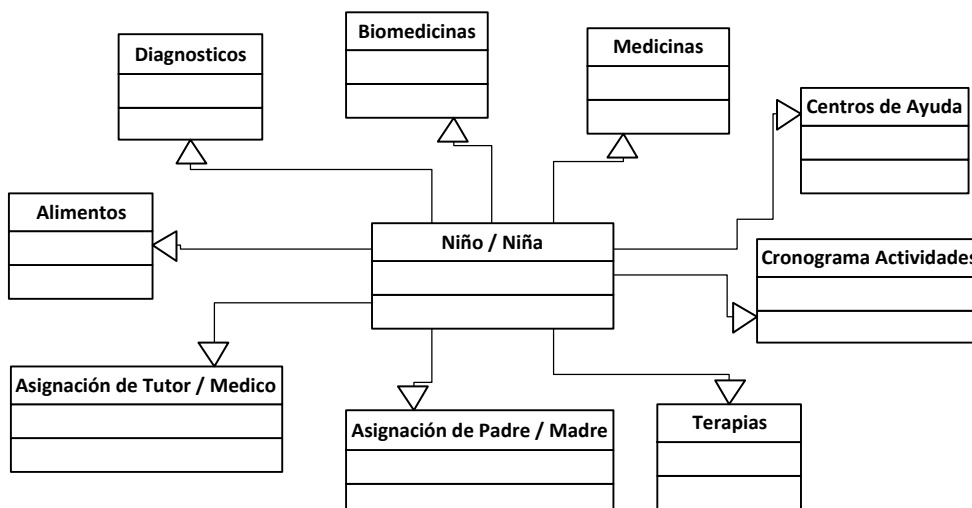 Biomedicinas
Diagnosticos
Medicinas
Centros de Ayuda
Alimentos
Niño / Niña
Cronograma Actividades
Asignación de Tutor / Medico
Asignación de Padre / Madre
Terapias